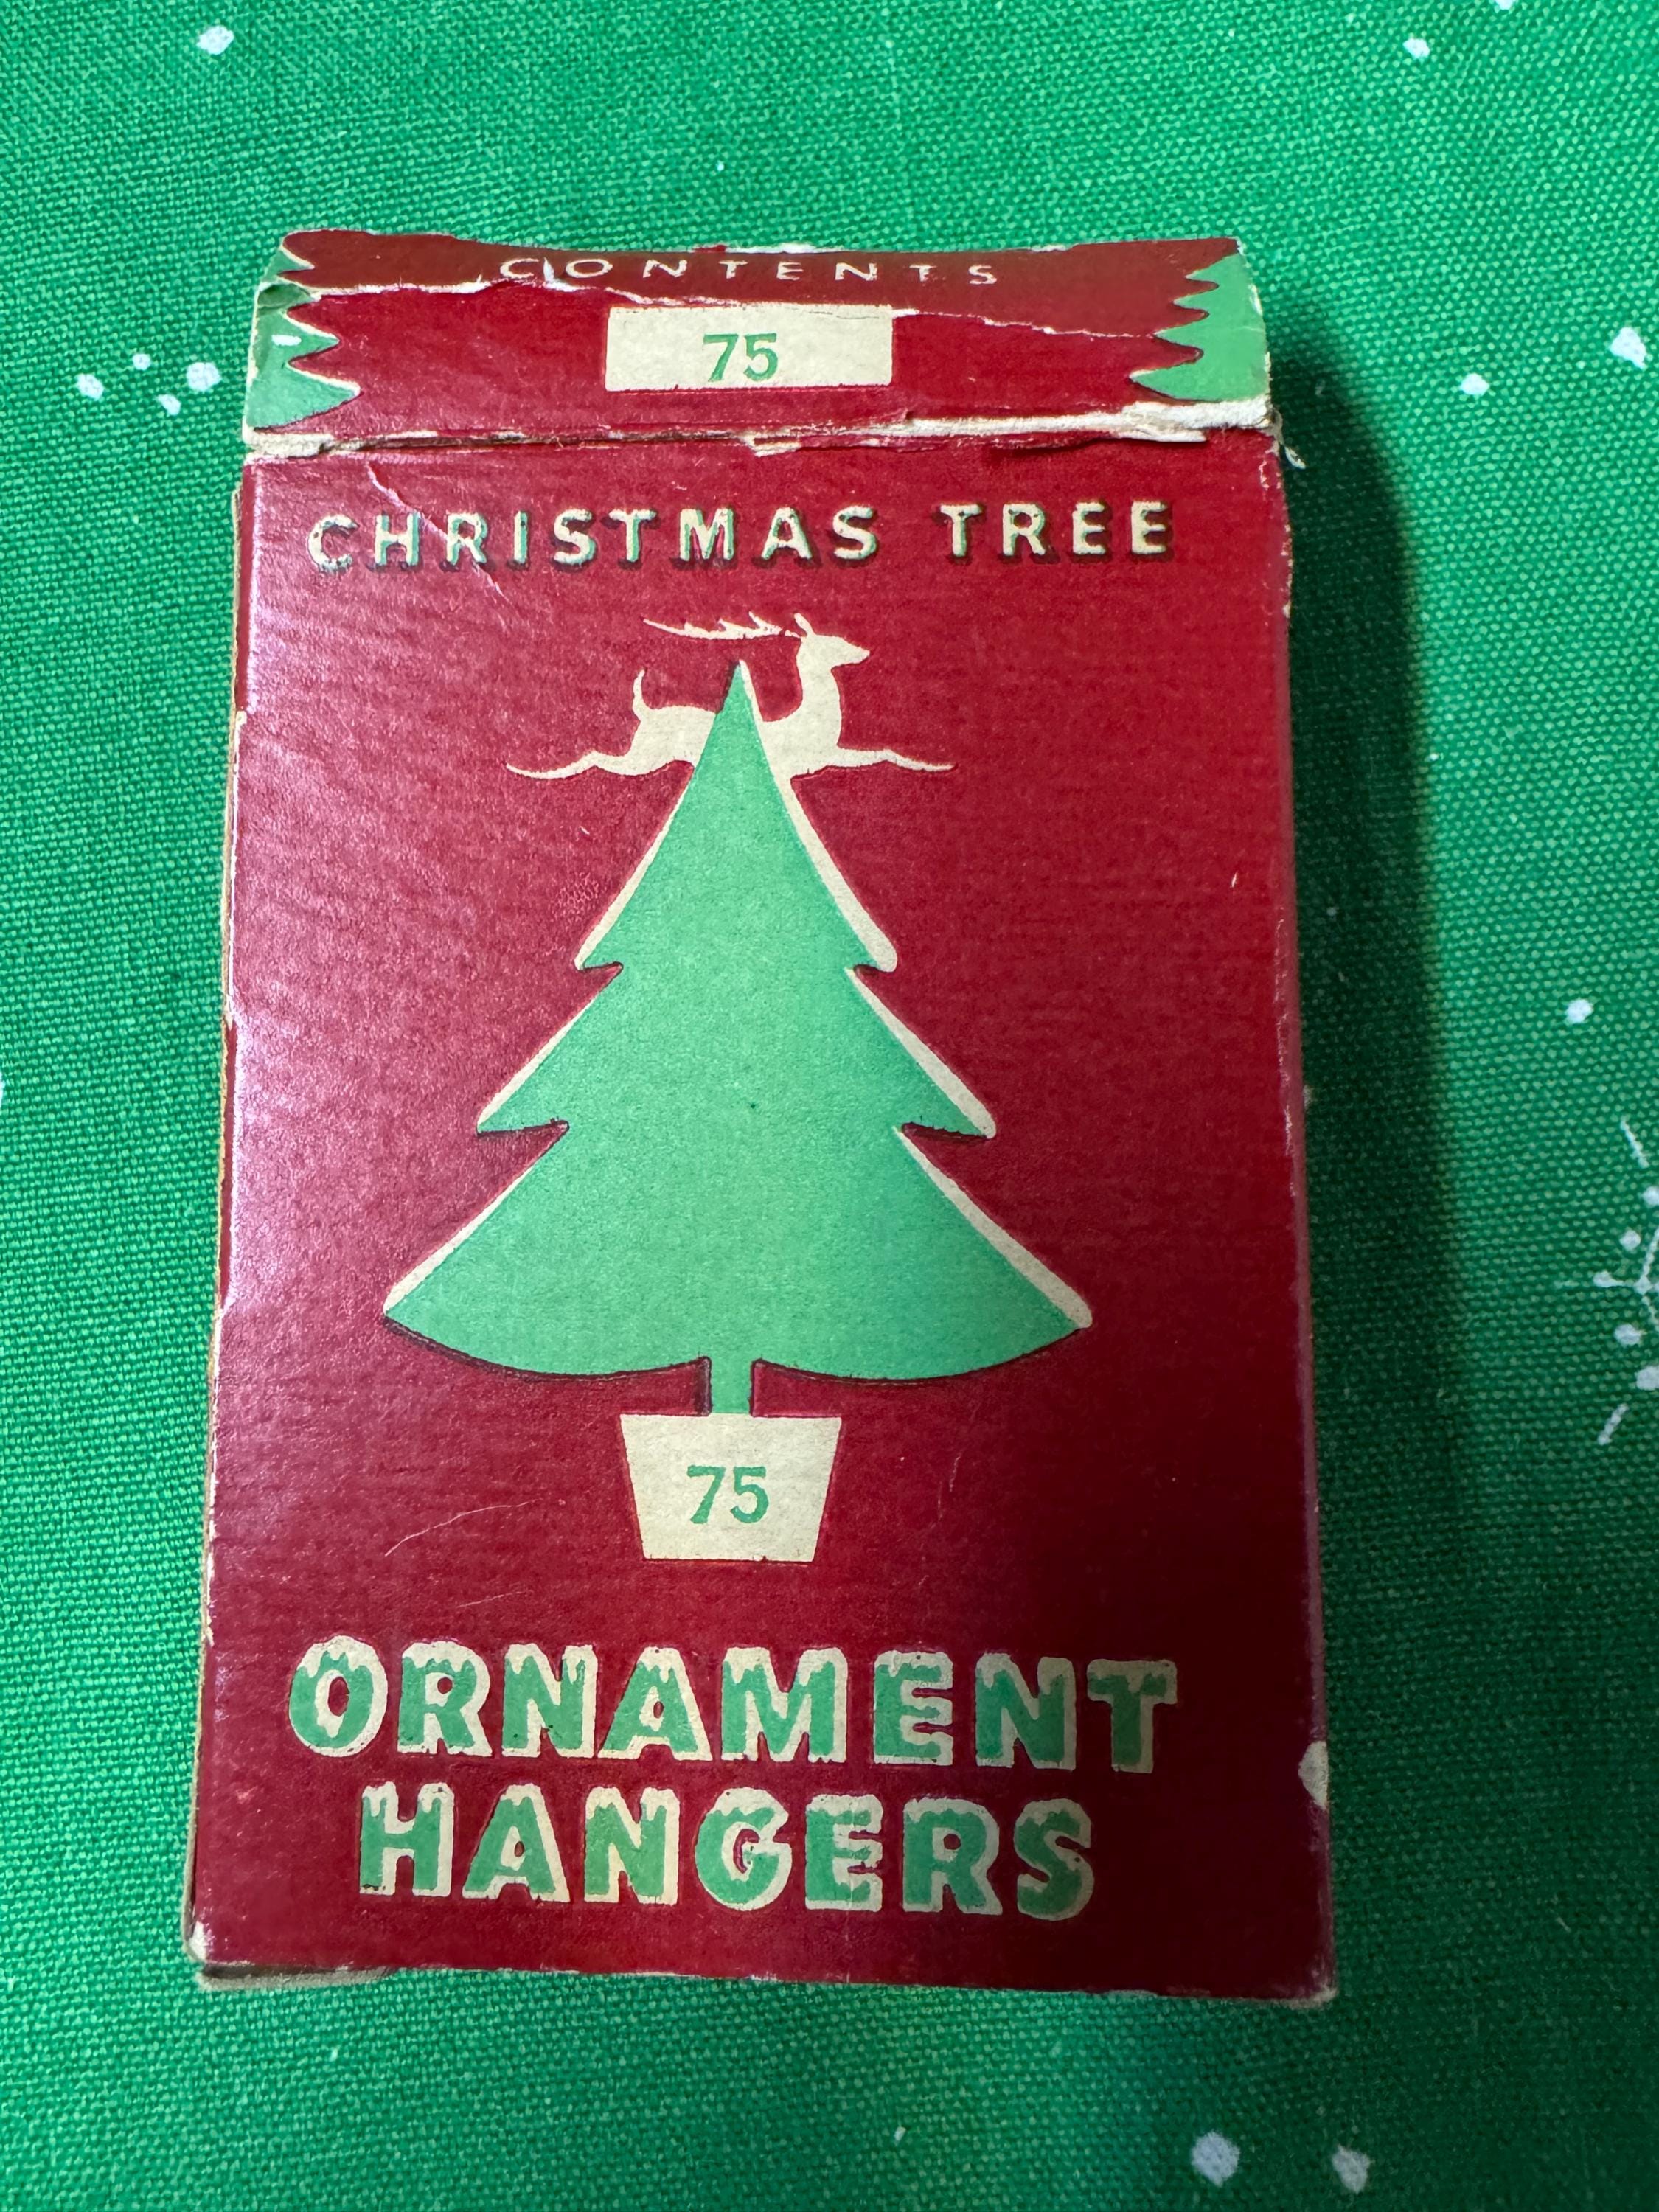 CONTENTS
75
CHRISTMAS TREE
75
ORNAMENT
HANGERS